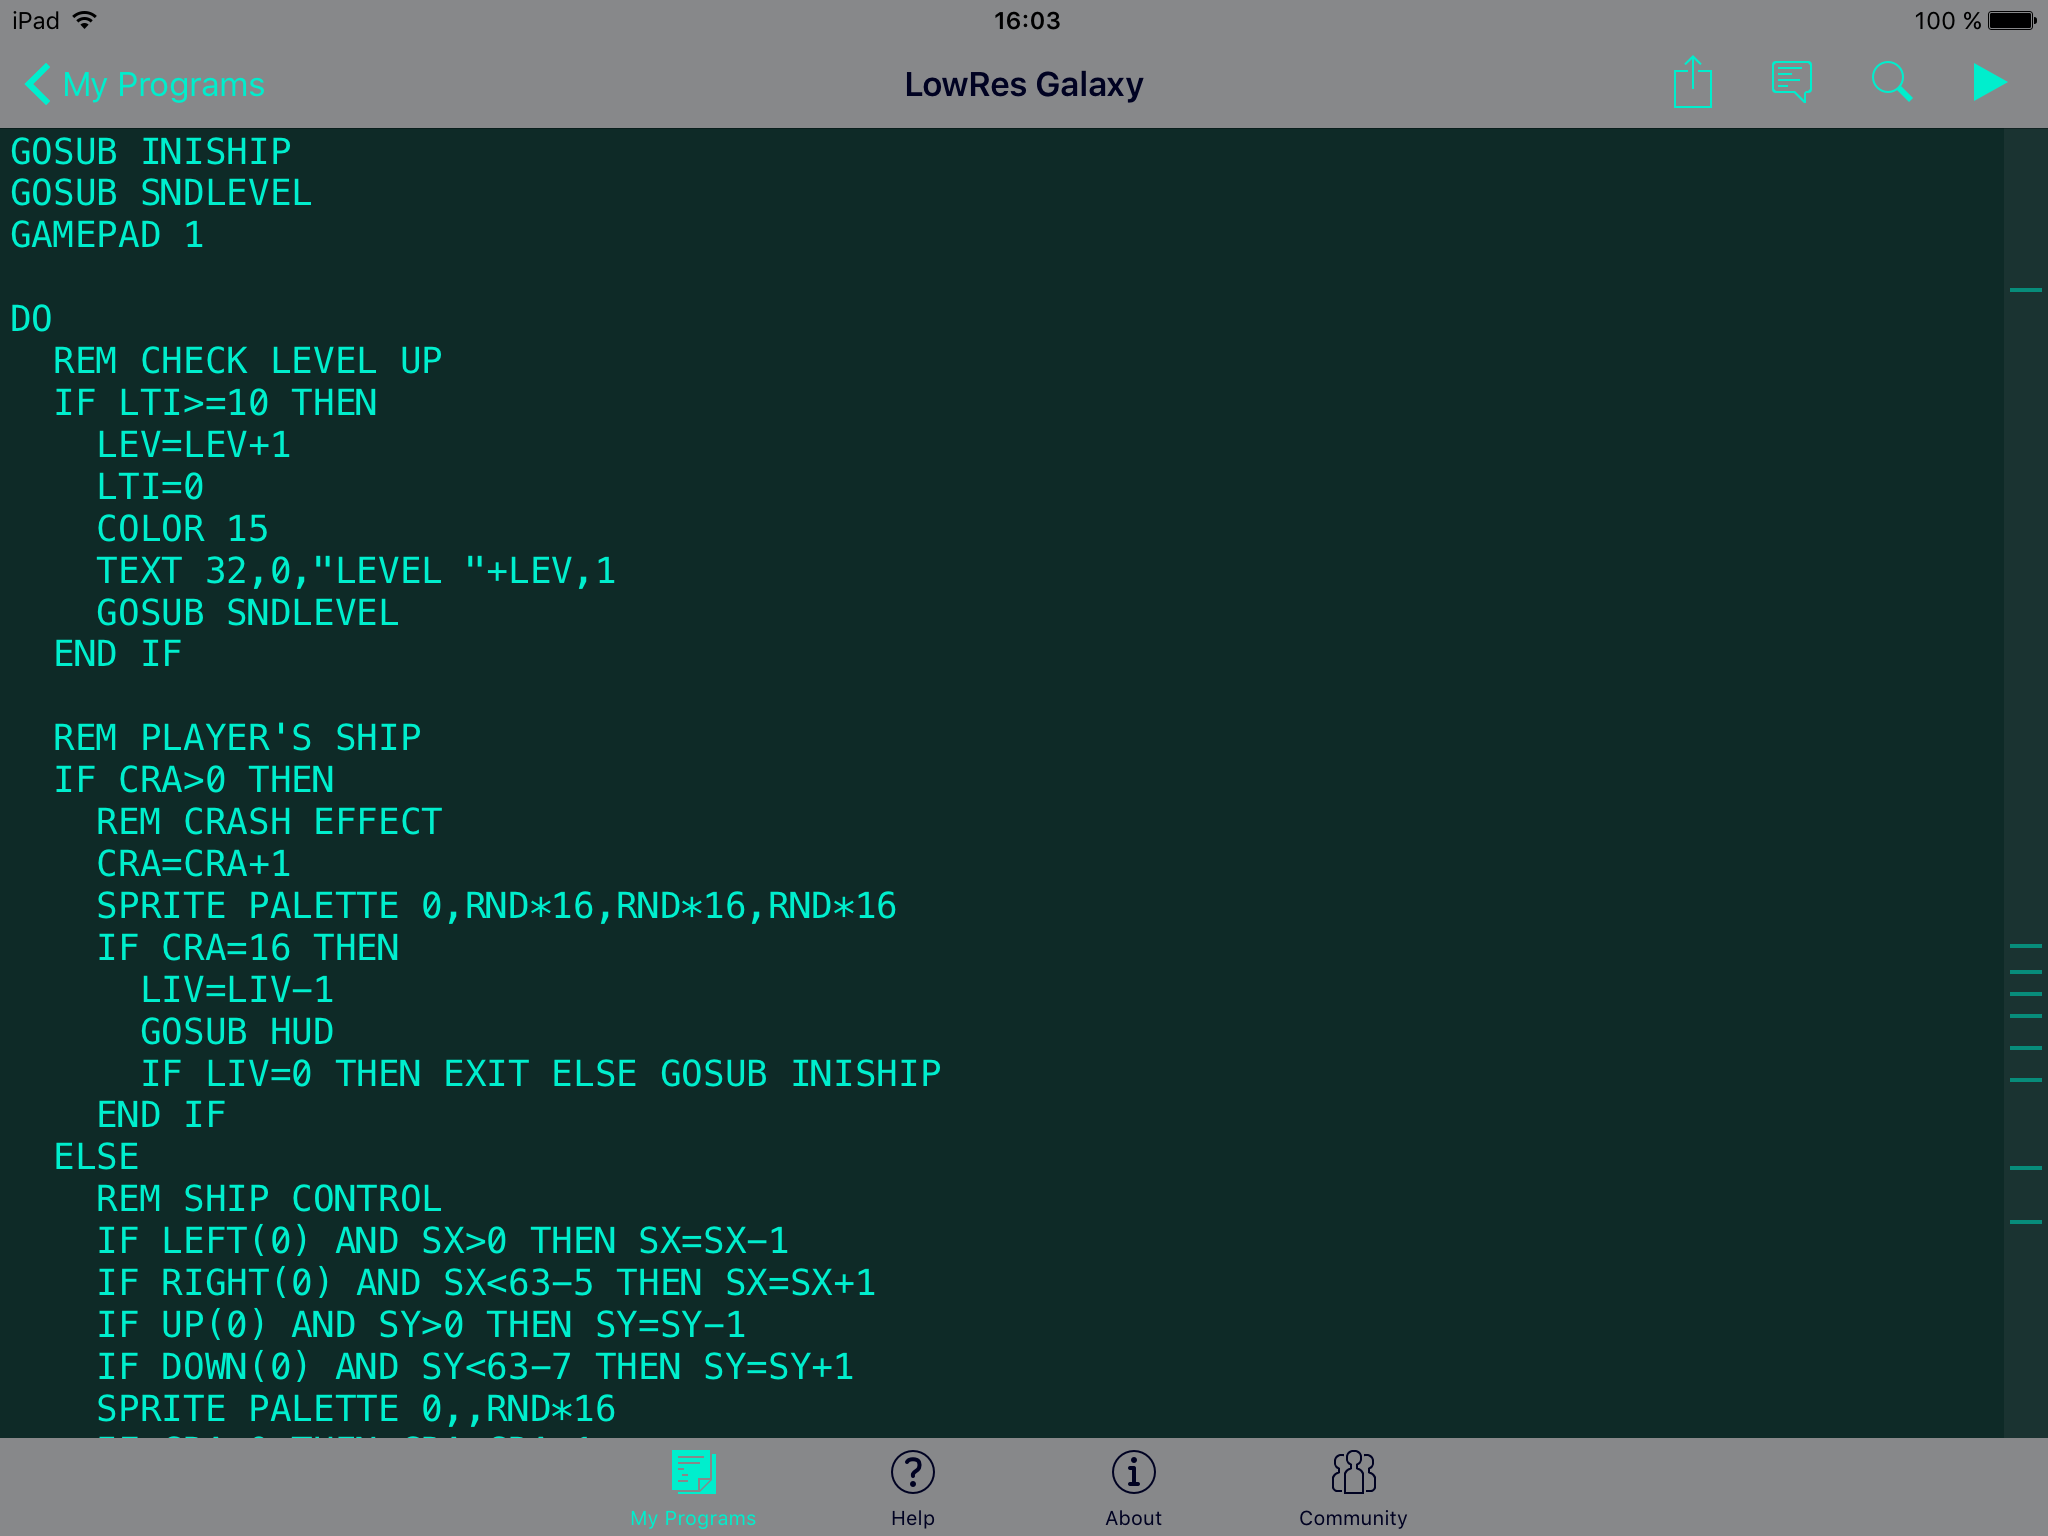 iPad 16:03 100 %
My Programs LowRes Galaxy
GOSUB INISHIP
GOSUB SNDLEVEL
GAMEPAD 1
DO
REM CHECK LEVEL UP
IF LTI>=10 THEN
LEV=LEV+1
LTI=0
COLOR 15
TEXT 32,0,"LEVEL "+LEV,1
GOSUB SNDLEVEL
END IF
REM PLAYER'S SHIP
IF CRA>0 THEN
REM CRASH EFFECT
CRA=CRA+1
SPRITE PALETTE 0,RND*16,RND*16,RND*16
IF CRA=16 THEN
LIV=LIV-1
GOSUB HUD
IF LIV=0 THEN EXIT ELSE GOSUB INISHIP
END IF
ELSE
REM SHIP CONTROL
IF LEFT(0) AND SX>0 THEN SX=SX-1
IF RIGHT(0) AND SX<63-5 THEN SX=SX+1
IF UP(0) AND SY>0 THEN SY=SY-1
IF DOWN(0) AND SY<63-7 THEN SY=SY+1
SPRITE PALETTE 0,,RND*16
My Programs Help About Community